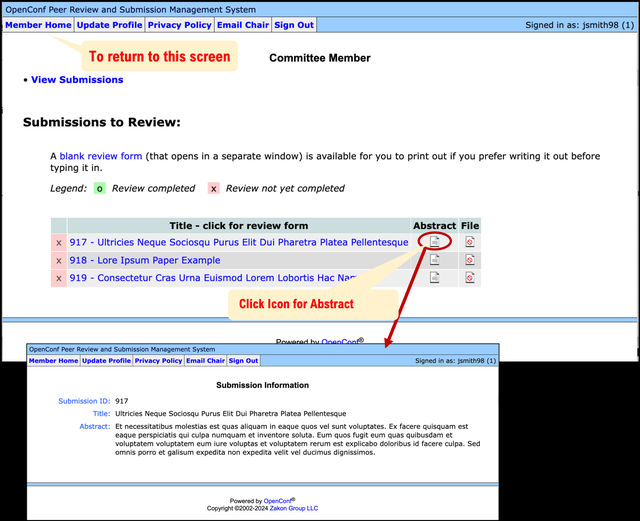 OpenConf Peer Review and Submission Management System
Member Home Update Profile Privacy Policy Email Chair Sign Out Signed in as: jsmith98 (1)
To return to this screen
Committee Member
• View Submissions
Submissions to Review:
A blank review form (that opens in a separate window) is available for you to print out if you prefer writing it out before
typing it in.
Legend: o Review completed x Review not yet completed
Title - click for review form Abstract File
x 917 - Ultricies Neque Sociosqu Purus Elit Dui Pharetra Platea Pellentesque
x 918 - Lore Ipsum Paper Example
x 919 - Consectetur Cras Urna Euismod Lorem Lobortis Hac Nam
Click Icon for Abstract
Powered by OpenConf®
OpenConf Peer Review and Submission Management System
Member Home Update Profile Privacy Policy Email Chair Sign Out Signed in as: jsmith98 (1)
Submission Information
Submission ID: 917
Title: Ultricies Neque Sociosqu Purus Elit Dui Pharetra Platea Pellentesque
Abstract: Et necessitatibus molestias est quas aliquam in eaque quos vel sunt voluptates. Ex facere quisquam est
eaque perspiciatis qui culpa numquam et inventore soluta. Eum quos fugit eum quas quibusdam et
voluptatem voluptatem eum iure voluptas et voluptatem rerum est explicabo doloribus id facere culpa. Sed
omnis porro et galisum expedita non expedita velit vel ducimus dignissimos.
Powered by OpenConf®
Copyright ©2002-2024 Zakon Group LLC